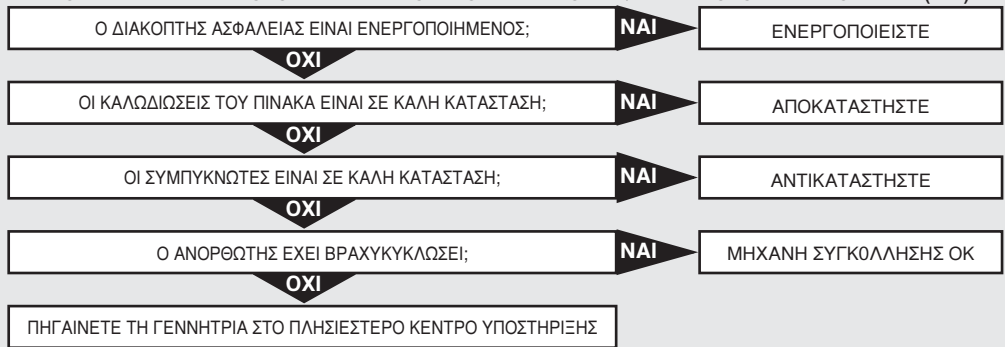 Ο ΔΙΑΚΟΠΤΗΣ ΑΣΦΑΛΕΙΑΣ ΕΙΝΑΙ ΕΝΕΡΓΟΠΟΙΗΜΕΝΟΣ; ΝΑΙ ΕΝΕΡΓΟΠΟΙΕΙΣΤΕ
ΟΧΙ
ΟΙ ΚΑΛΩΔΙΩΣΕΙΣ ΤΟΥ ΠΙΝΑΚΑ ΕΙΝΑΙ ΣΕ ΚΑΛΗ ΚΑΤΑΣΤΑΣΗ; ΝΑΙ ΑΠΟΚΑΤΑΣΤΗΣΤΕ
ΟΧΙ
ΟΙ ΣΥΜΠΥΚΝΩΤΕΣ ΕΙΝΑΙ ΣΕ ΚΑΛΗ ΚΑΤΑΣΤΑΣΗ; ΝΑΙ ΑΝΤΙΚΑΤΑΣΤΗΣΤΕ
ΟΧΙ
Ο ΑΝΟΡΘΩΤΗΣ ΕΧΕΙ ΒΡΑΧΥΚΥΚΛΩΣΕΙ; ΝΑΙ ΜΗΧΑΝΗ ΣΥΓΚ0ΛΛΗΣΗΣ ΟΚ
ΟΧΙ
ΠΗΓΑΙΝΕΤΕ ΤΗ ΓΕΝΝΗΤΡΙΑ ΣΤΟ ΠΛΗΣΙΕΣΤΕΡΟ ΚΕΝΤΡΟ ΥΠΟΣΤΗΡΙΞΗΣ